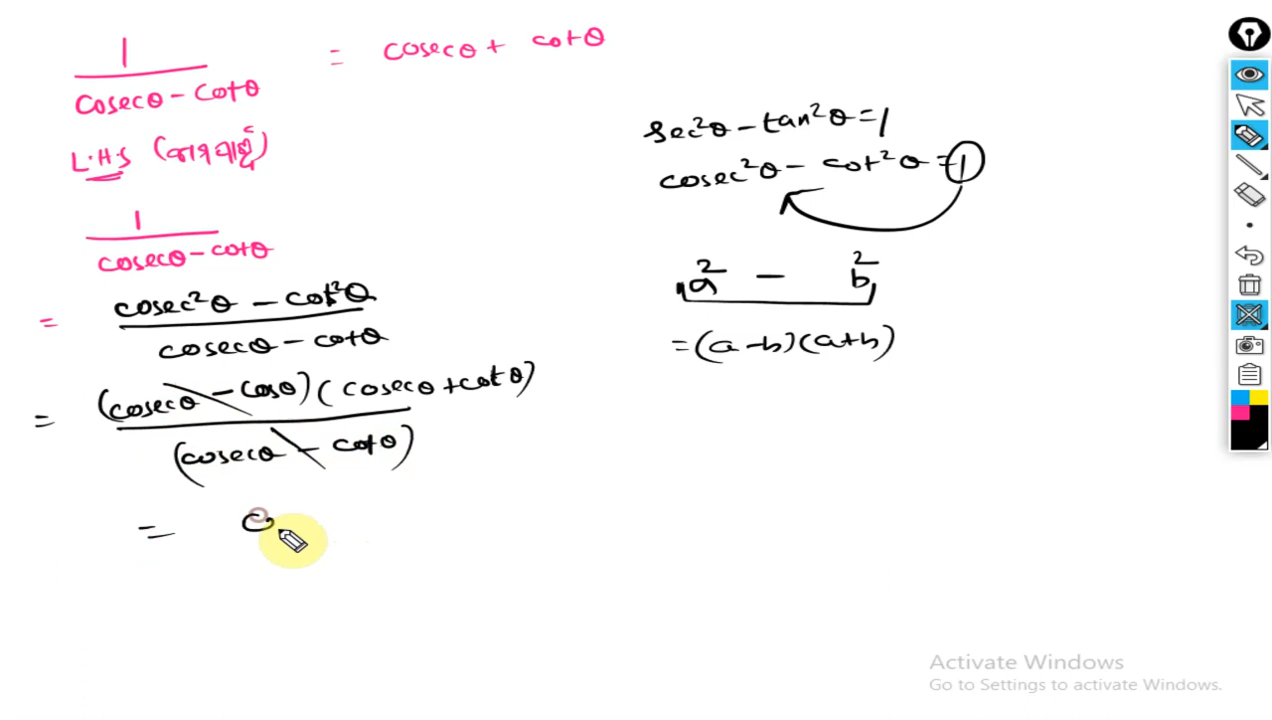 1
cosecθ - cotθ
= cosecθ + cotθ
L.H.S (ବାମପାର୍ଶ୍ୱ)
1
cosecθ - cotθ
= cosec²θ - cot²θ
cosecθ - cotθ
= (cosecθ - cosθ)(cosecθ + cotθ)
(cosecθ - cotθ)
= c
sec²θ - tan²θ = 1
cosec²θ - cot²θ = 1
a² - b²
= (a-b)(a+b)
Activate Windows
Go to Settings to activate Windows.